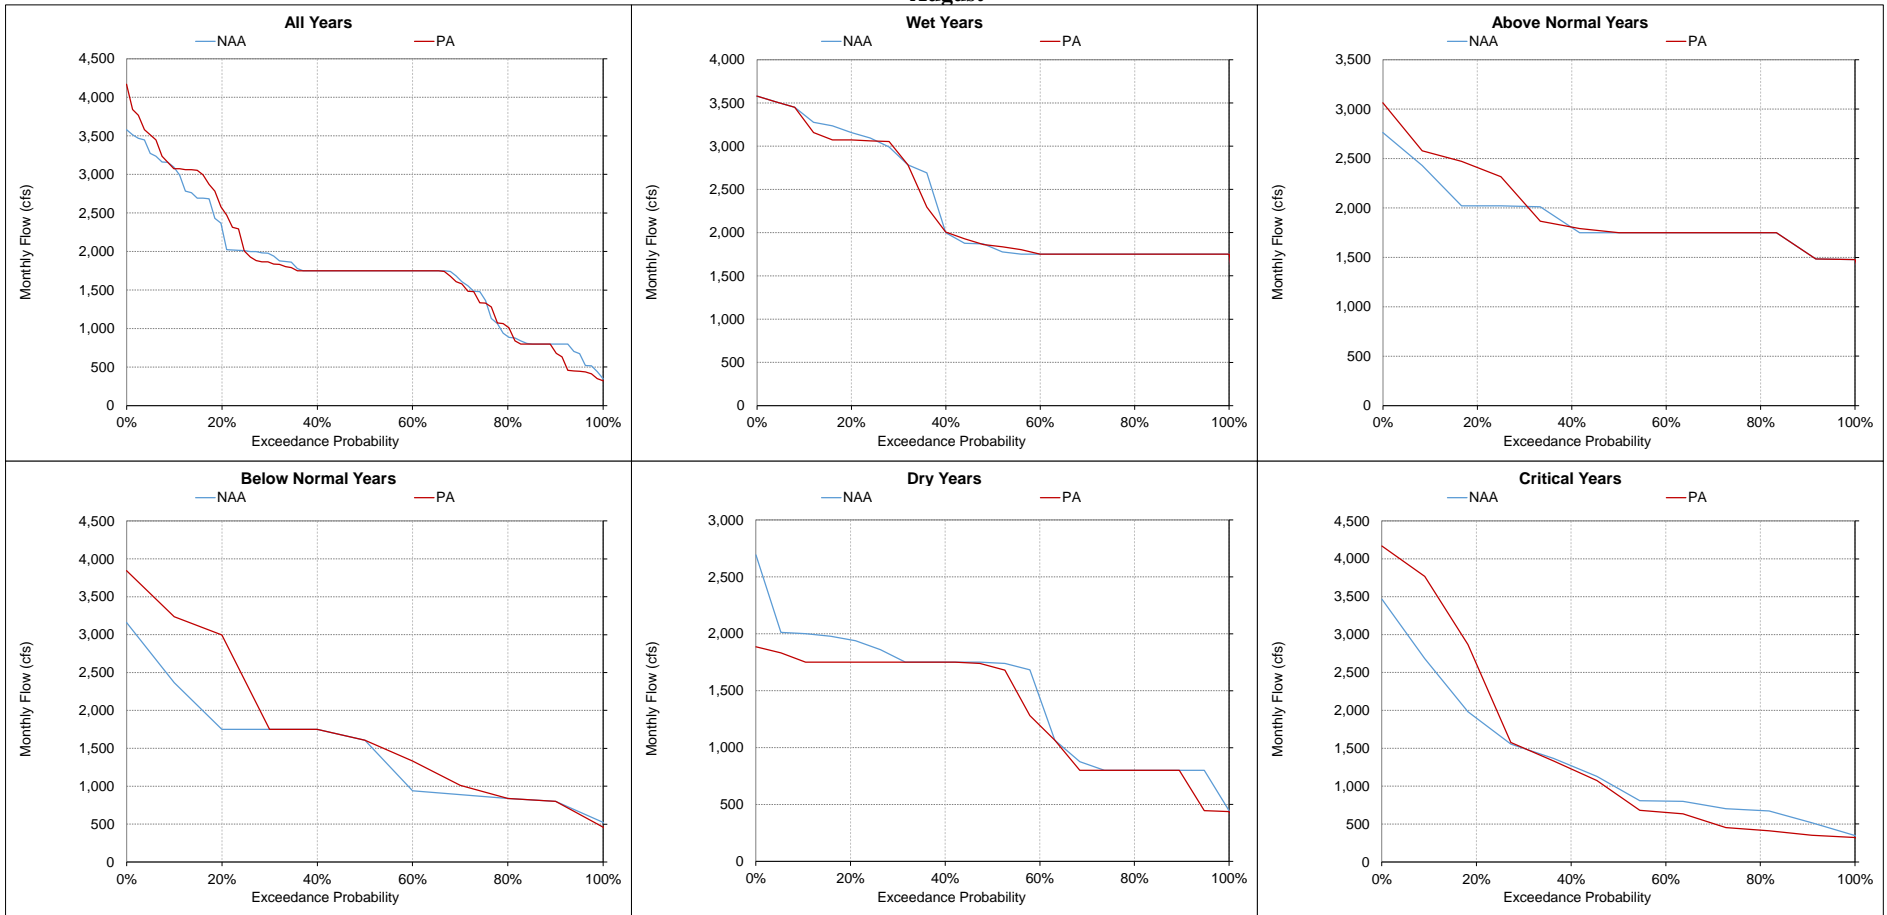 August
All Years
NAA PA
4,500
4,000
3,500
3,000
2,500
2,000
1,500
1,000
500
0
Monthly Flow (cfs)
0% 20% 40% 60% 80% 100%
Exceedance Probability
Wet Years
NAA PA
4,000
3,500
3,000
2,500
2,000
1,500
1,000
500
0
Monthly Flow (cfs)
0% 20% 40% 60% 80% 100%
Exceedance Probability
Above Normal Years
NAA PA
3,500
3,000
2,500
2,000
1,500
1,000
500
0
Monthly Flow (cfs)
0% 20% 40% 60% 80% 100%
Exceedance Probability
Below Normal Years
NAA PA
4,500
4,000
3,500
3,000
2,500
2,000
1,500
1,000
500
0
Monthly Flow (cfs)
0% 20% 40% 60% 80% 100%
Exceedance Probability
Dry Years
NAA PA
3,000
2,500
2,000
1,500
1,000
500
0
Monthly Flow (cfs)
0% 20% 40% 60% 80% 100%
Exceedance Probability
Critical Years
NAA PA
4,500
4,000
3,500
3,000
2,500
2,000
1,500
1,000
500
0
Monthly Flow (cfs)
0% 20% 40% 60% 80% 100%
Exceedance Probability